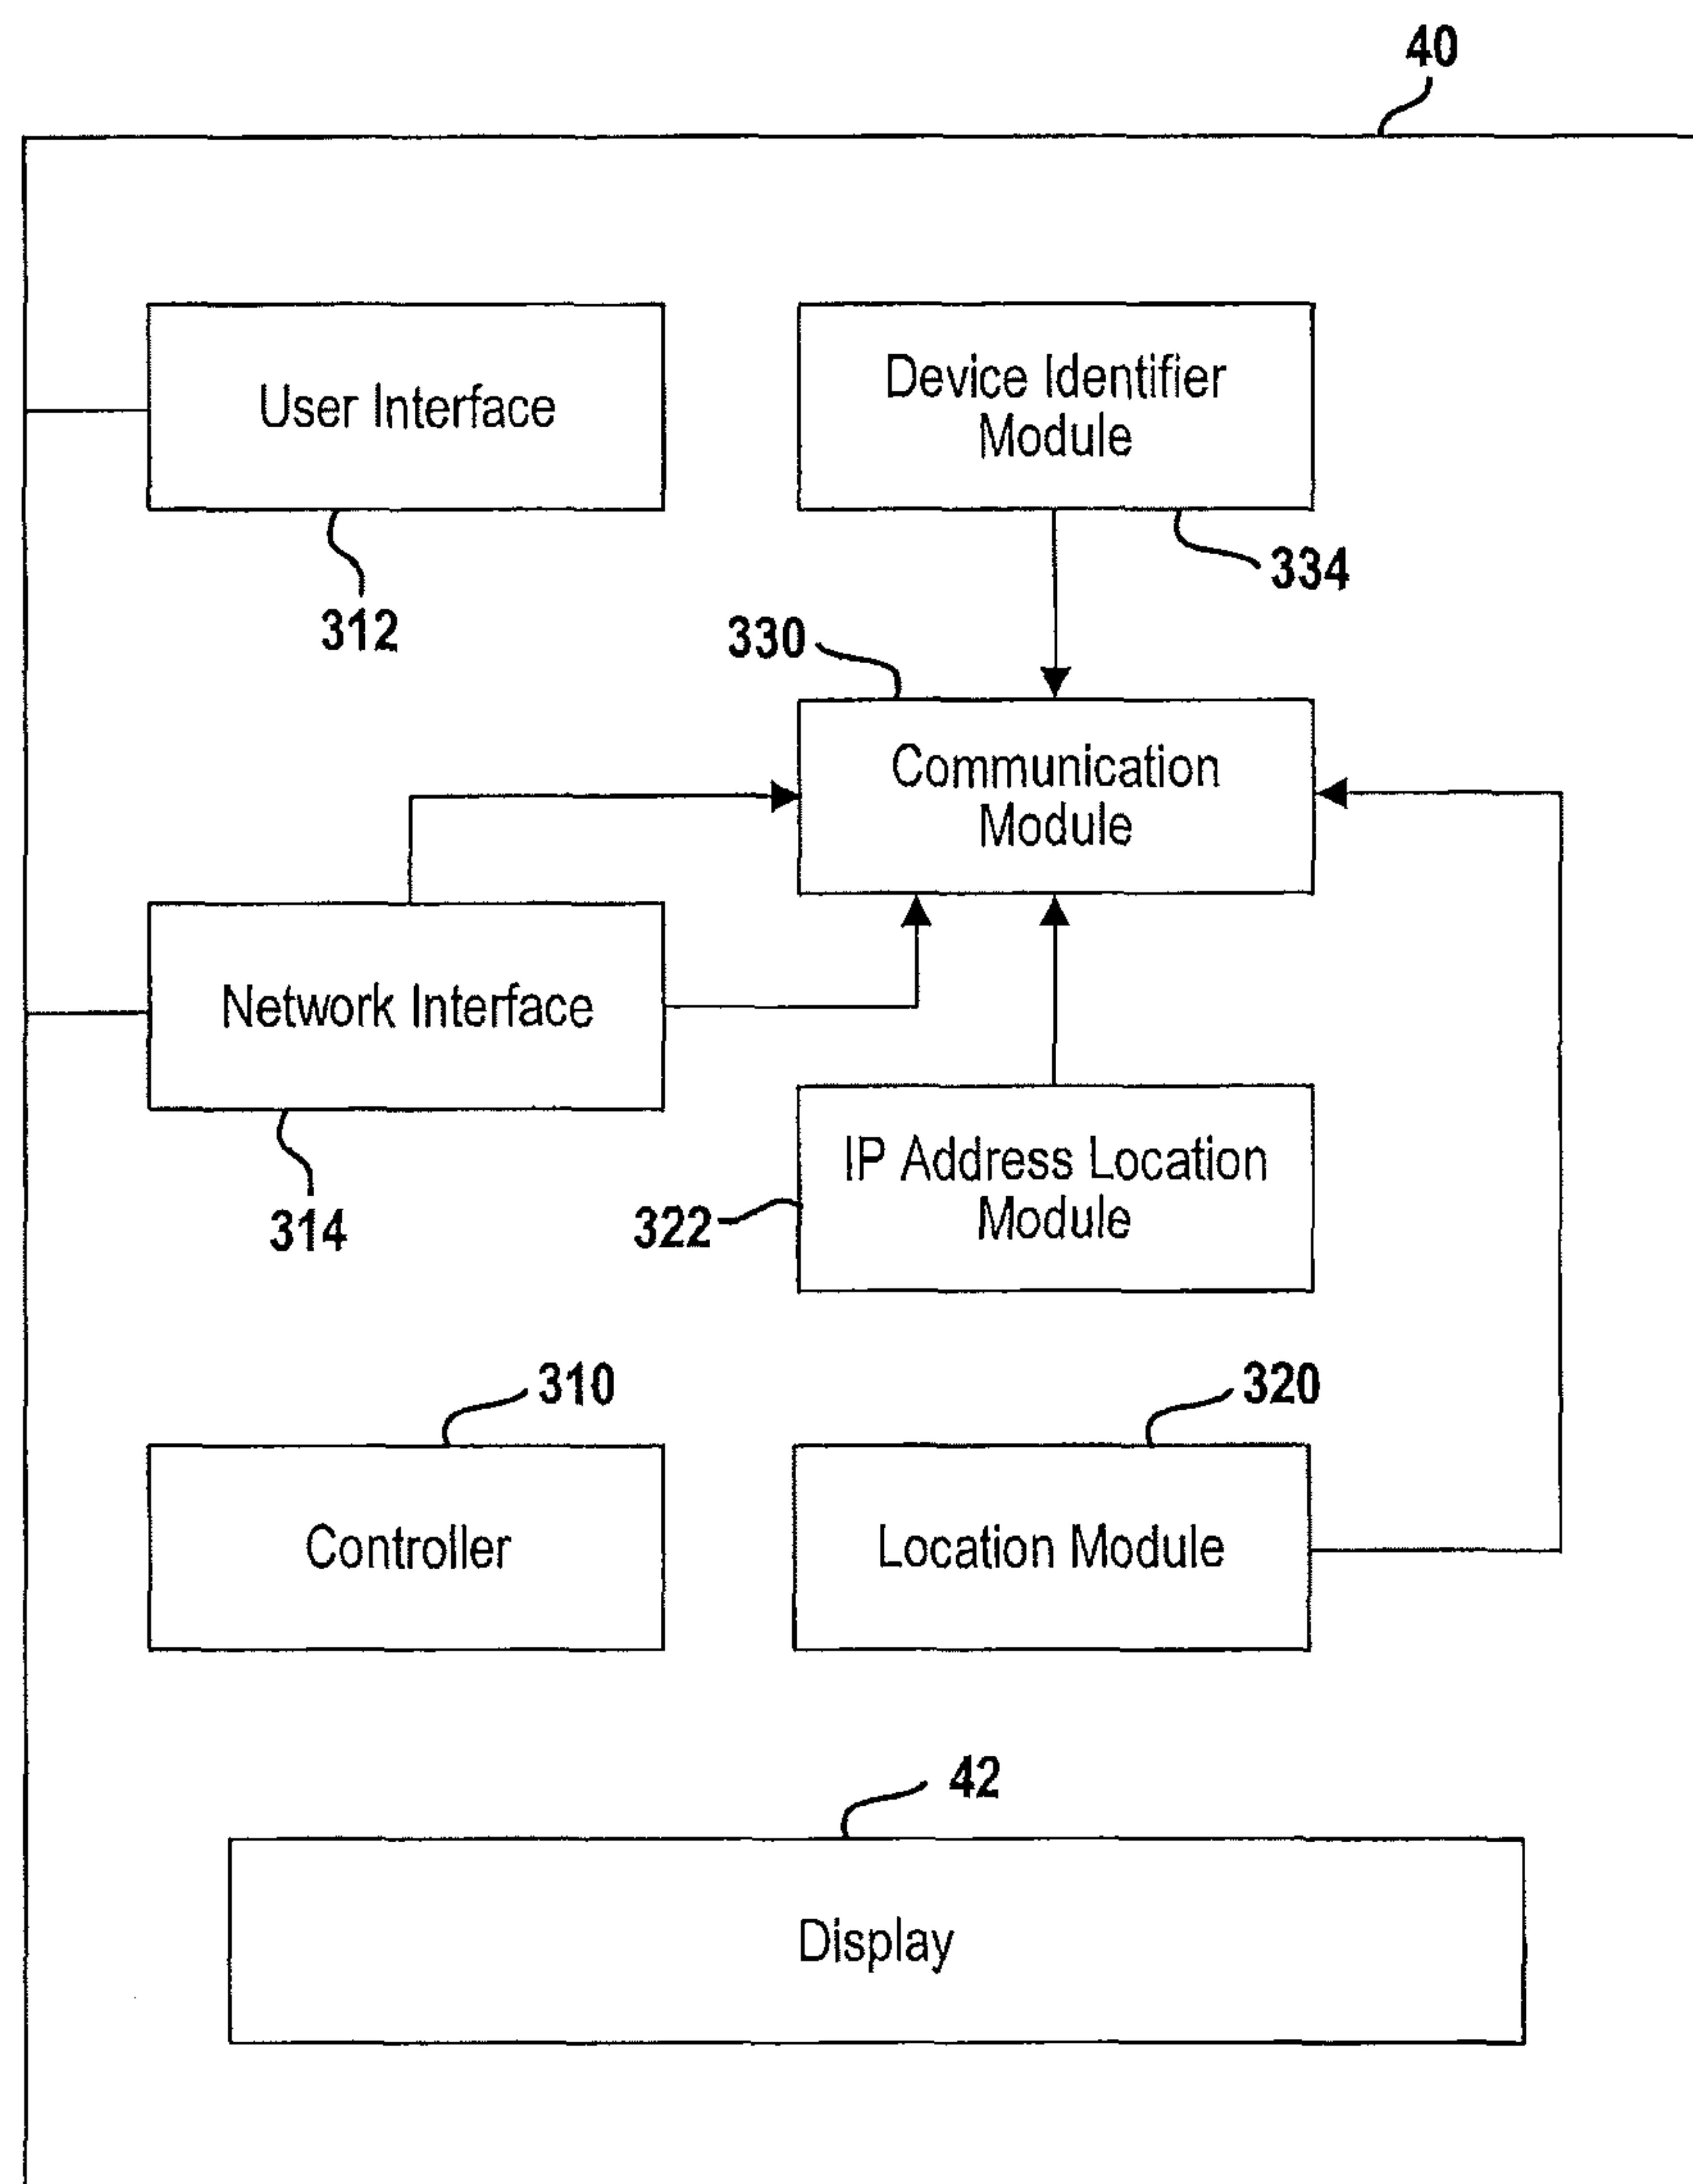 40
User Interface
312
Device Identifier
Module
334
330
Communication
Module
Network Interface
314
IP Address Location
Module
322
310
Controller
320
Location Module
42
Display